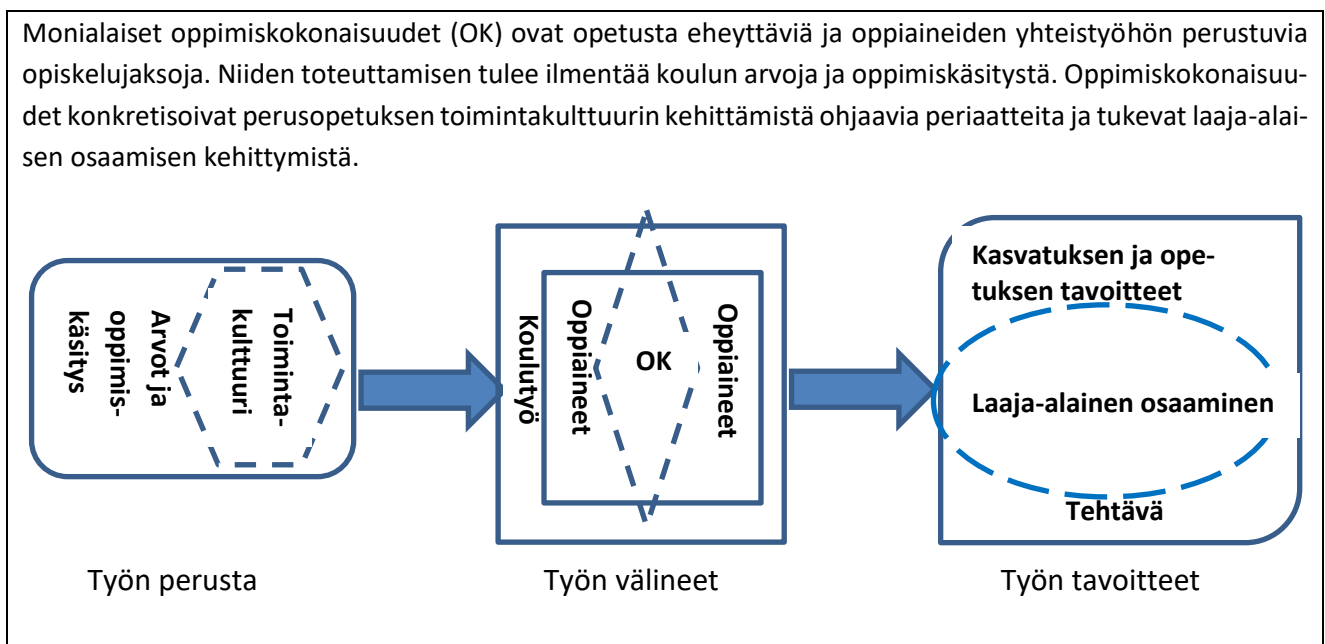 Monialaiset oppimiskokonaisuudet (OK) ovat opetusta eheyttäviä ja oppiaineiden yhteistyöhön perustuvia
opiskelujaksoja. Niiden toteuttamisen tulee ilmentää koulun arvoja ja oppimiskäsitystä. Oppimiskokonaisuu-
det konkretisoivat perusopetuksen toimintakulttuurin kehittämistä ohjaavia periaatteita ja tukevat laaja-alai-
sen osaamisen kehittymistä.
Arvot ja
oppimis-
käsitys
Toiminta-
kulttuuri
Koulutyö
Oppiaineet
OK
Oppiaineet
Kasvatuksen ja ope-
tuksen tavoitteet
Laaja-alainen osaaminen
Tehtävä
Työn perusta
Työn välineet
Työn tavoitteet